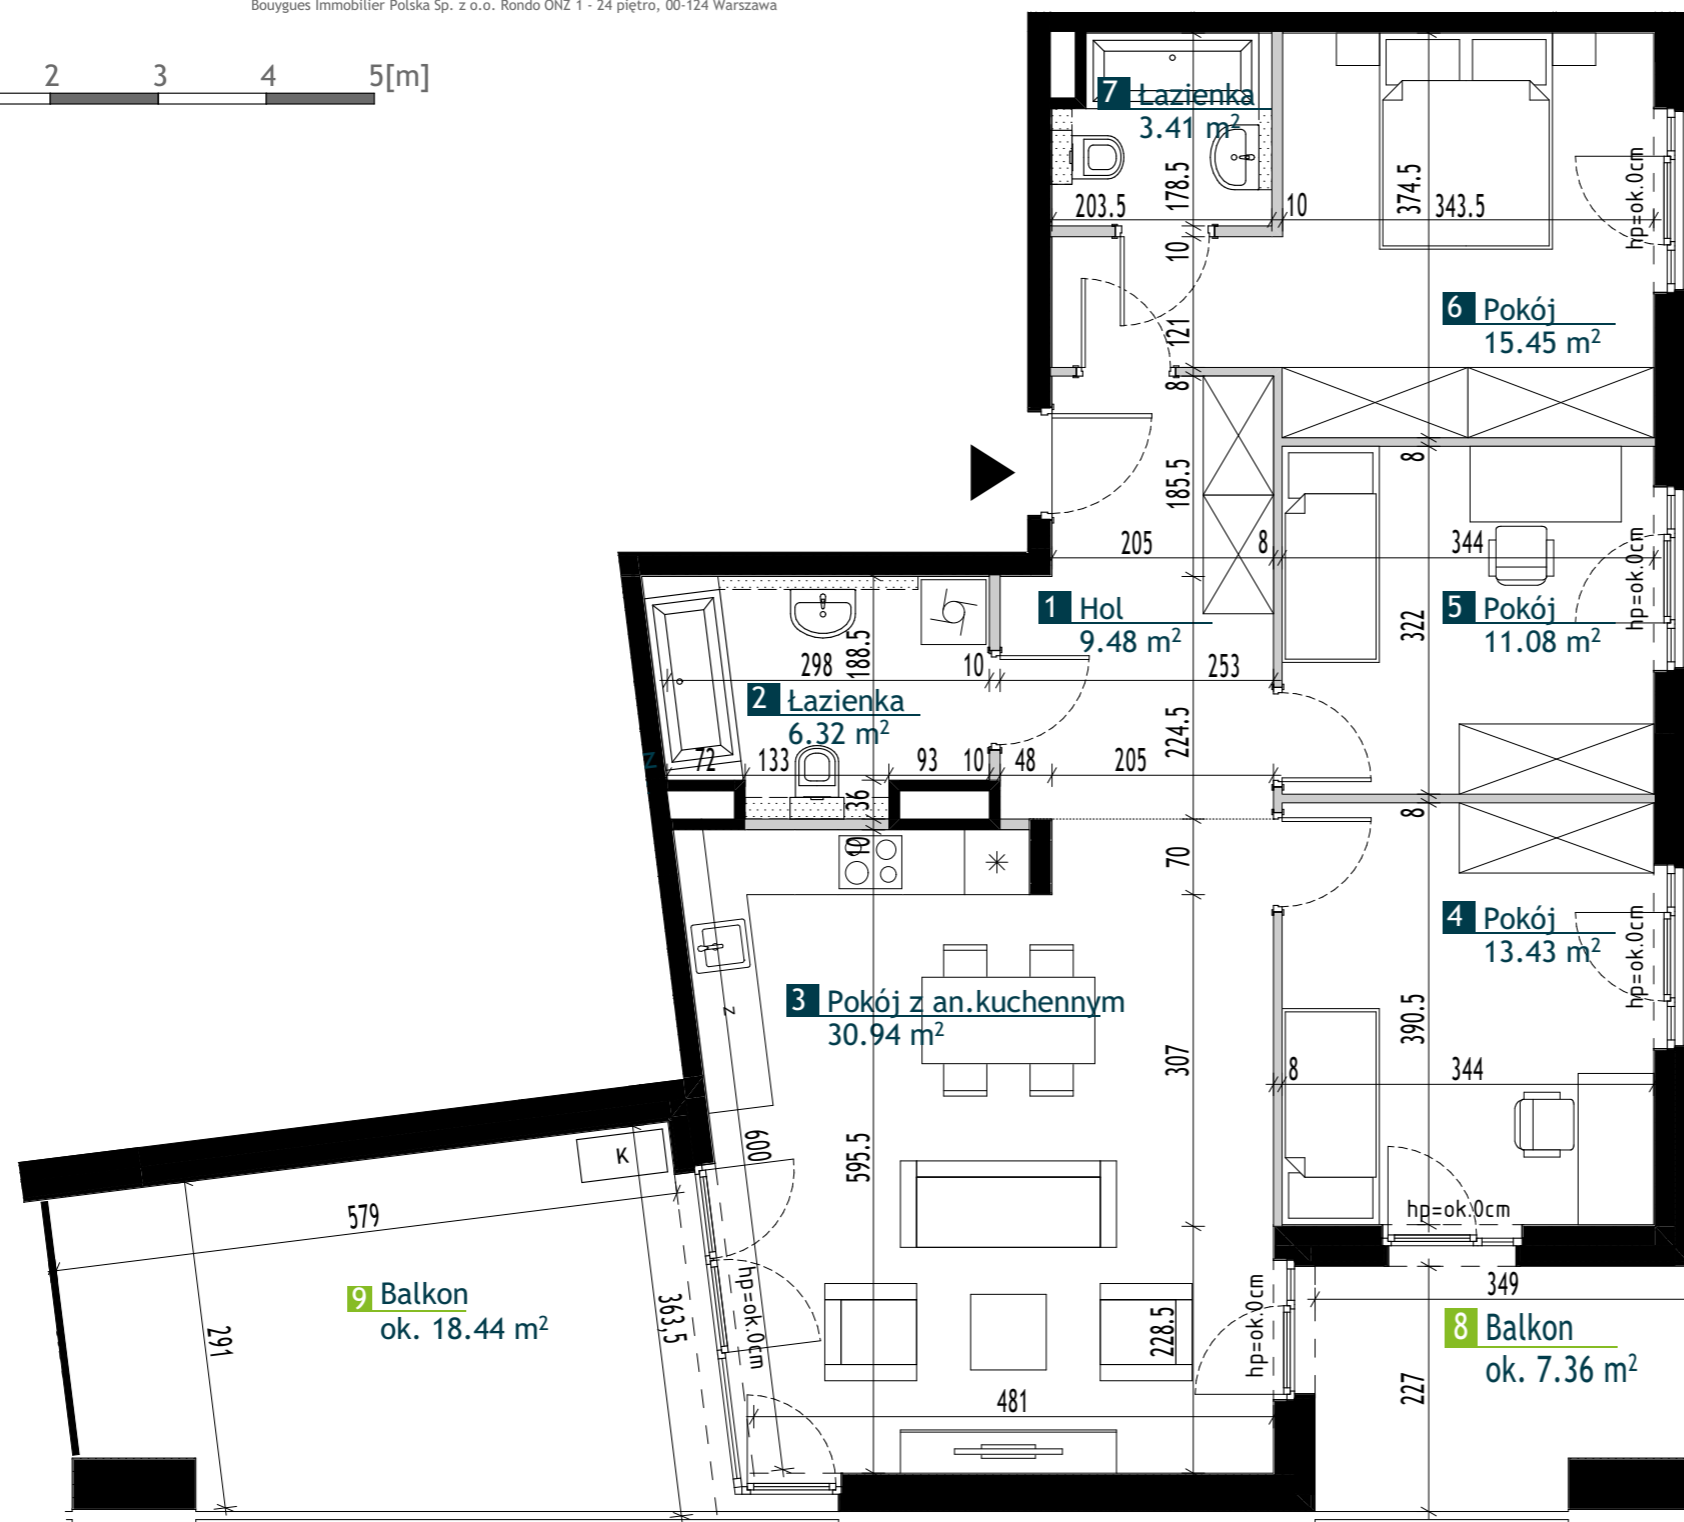 Bouygues Immobilier Polska Sp. z o.o. Rondo ONZ 1 - 24 piętro, 00-124 Warszawa
2 3 4 5[m]
7 Łazienka
3.41 m²
203.5
178.5
10
374.5
343.5
hp=ok.0cm
10
121
6 Pokój
15.45 m²
8
185.5
8
205
8
344
hp=ok.0cm
1 Hol
9.48 m²
322
5 Pokój
11.08 m²
298
188.5
10
253
2 Łazienka
6.32 m²
224.5
z
72
133
93
10
48
205
36
10
8
70
4 Pokój
13.43 m²
hp=ok.0cm
3 Pokój z an.kuchennym
30.94 m²
z
390.5
307
8
344
600
595.5
K
579
hp=ok.0cm
349
9 Balkon
ok. 18.44 m²
291
363,5
hp=ok.0cm
228.5
hp=ok.0cm
8 Balkon
ok. 7.36 m²
481
227